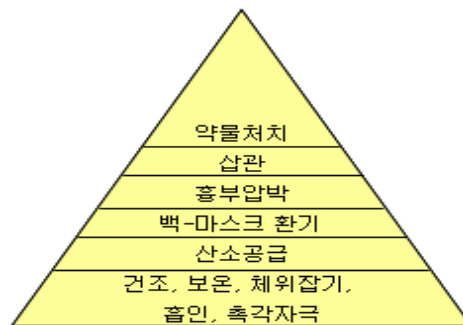 약물처치
삽관
흉부압박
백-마스크 환기
산소공급
건조, 보온, 체위잡기,
흡인, 촉각자극